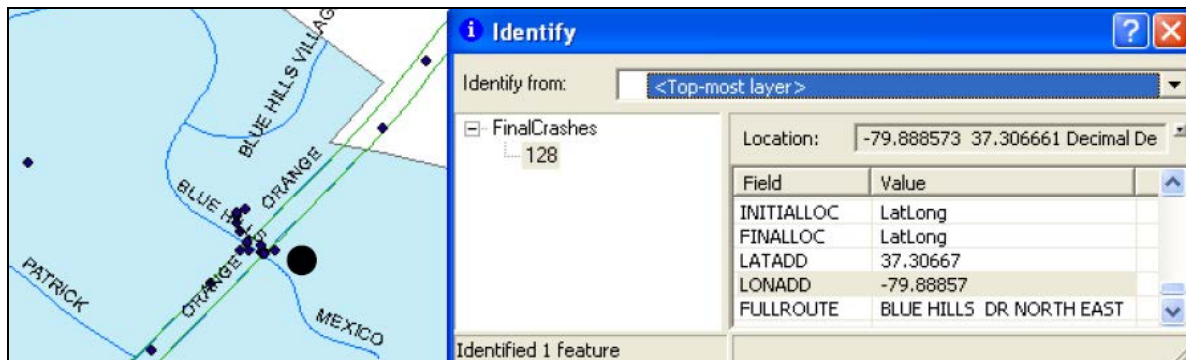 BLUE HILLS VILLAG
ORANGE
BLUE HILLS
ORANGE
PATRICK
MEXICO
Identify
Identify from: <Top-most layer>
FinalCrashes
128
Location: -79.888573 37.306661 Decimal De
Field Value
INITIALLOC LatLong
FINALLOC LatLong
LATADD 37.30667
LONADD -79.88857
FULLROUTE BLUE HILLS DR NORTH EAST
Identified 1 feature